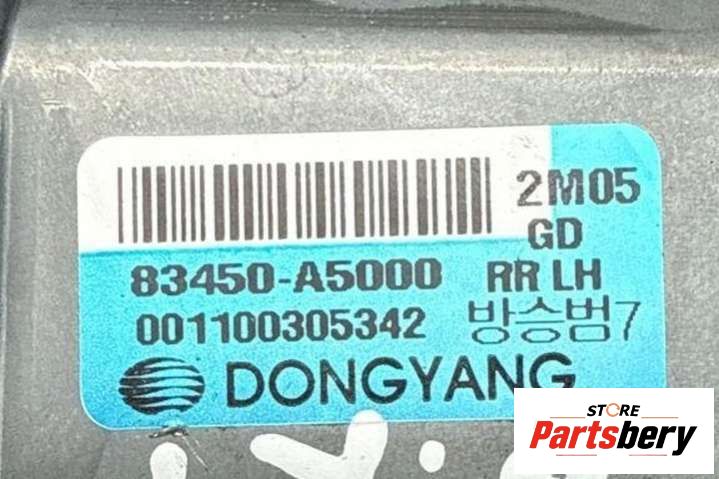 2M05
GD
83450-A5000 RR LH
001100305342 방승범7
DONGYANG
STORE
Partsbery